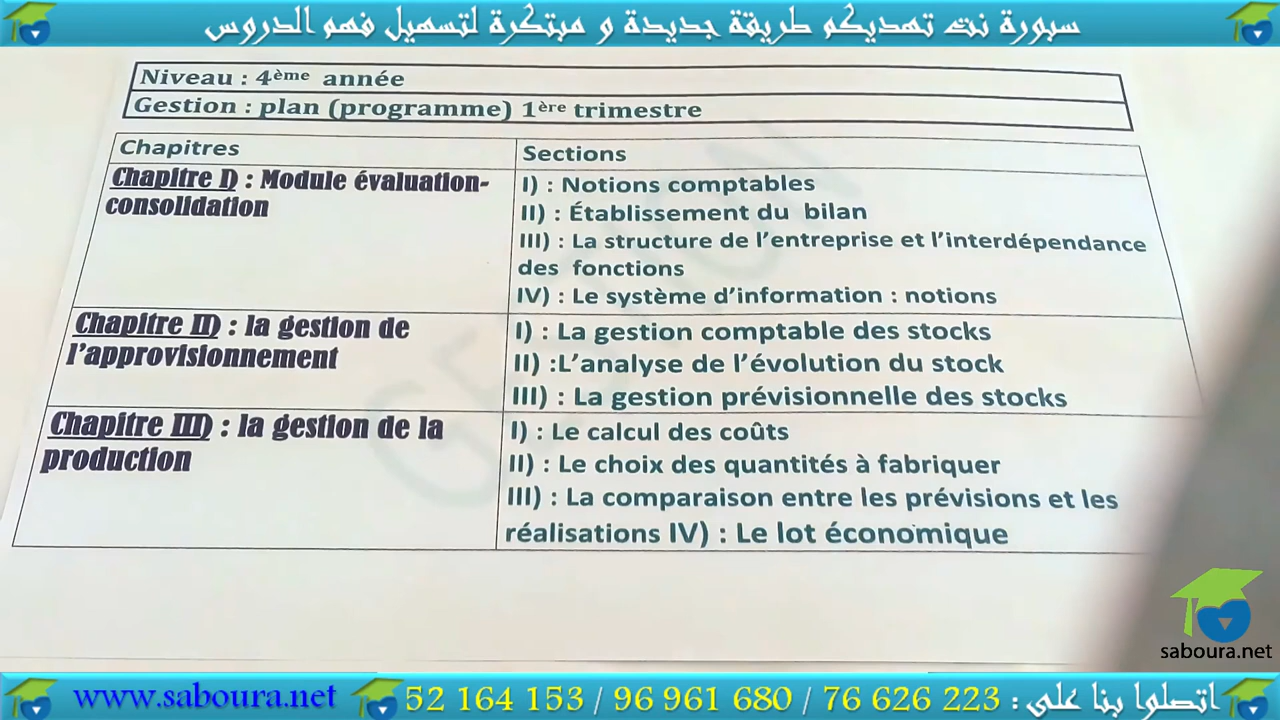 سبورة نت تهديكم طريقة جديدة و مبتكرة لتسهيل فهم الدروس
Niveau : 4ème année
Gestion : plan (programme) 1ère trimestre
Chapitres
Sections
Chapitre I) : Module évaluation-
consolidation
I) : Notions comptables
II) : Établissement du bilan
III) : La structure de l’entreprise et l’interdépendance
des fonctions
IV) : Le système d’information : notions
Chapitre II) : la gestion de
l’approvisionnement
I) : La gestion comptable des stocks
II) :L’analyse de l’évolution du stock
III) : La gestion prévisionnelle des stocks
Chapitre III) : la gestion de la
production
I) : Le calcul des coûts
II) : Le choix des quantités à fabriquer
III) : La comparaison entre les prévisions et les
réalisations IV) : Le lot économique
GESTION
saboura.net
www.saboura.net
52 164 153 / 96 961 680 / 76 626 223 : اتصلوا بنا على